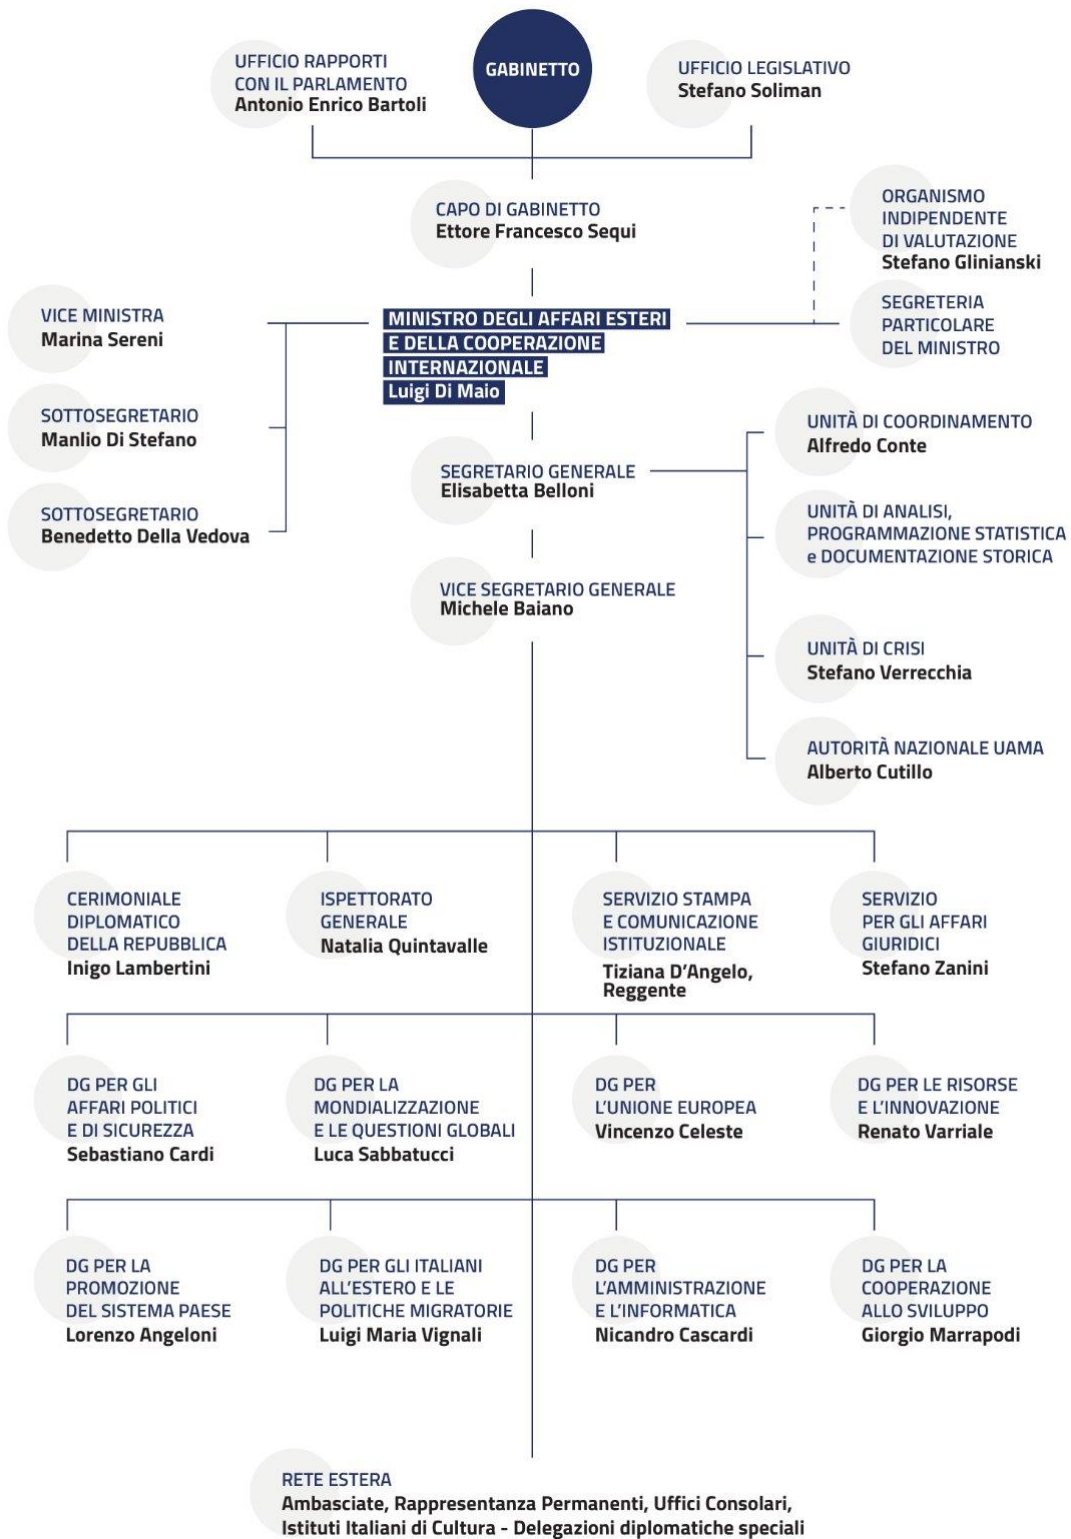 GABINETTO
UFFICIO RAPPORTI
CON IL PARLAMENTO
Antonio Enrico Bartoli
UFFICIO LEGISLATIVO
Stefano Soliman
CAPO DI GABINETTO
Ettore Francesco Sequi
ORGANISMO
INDIPENDENTE
DI VALUTAZIONE
Stefano Glinianski
VICE MINISTRA
Marina Sereni
MINISTRO DEGLI AFFARI ESTERI
E DELLA COOPERAZIONE
INTERNAZIONALE
Luigi Di Maio
SEGRETERIA
PARTICOLARE
DEL MINISTRO
SOTTOSEGRETARIO
Manlio Di Stefano
SOTTOSEGRETARIO
Benedetto Della Vedova
SEGRETARIO GENERALE
Elisabetta Belloni
UNITÀ DI COORDINAMENTO
Alfredo Conte
UNITÀ DI ANALISI,
PROGRAMMAZIONE STATISTICA
e DOCUMENTAZIONE STORICA
VICE SEGRETARIO GENERALE
Michele Baiano
UNITÀ DI CRISI
Stefano Verrecchia
AUTORITÀ NAZIONALE UAMA
Alberto Cutillo
CERIMONIALE
DIPLOMATICO
DELLA REPUBBLICA
Inigo Lambertini
ISPETTORATO
GENERALE
Natalia Quintavalle
SERVIZIO STAMPA
E COMUNICAZIONE
ISTITUZIONALE
Tiziana D'Angelo,
Reggente
SERVIZIO
PER GLI AFFARI
GIURIDICI
Stefano Zanini
DG PER GLI
AFFARI POLITICI
E DI SICUREZZA
Sebastiano Cardi
DG PER LA
MONDIALIZZAZIONE
E LE QUESTIONI GLOBALI
Luca Sabbatucci
DG PER
L'UNIONE EUROPEA
Vincenzo Celeste
DG PER LE RISORSE
E L'INNOVAZIONE
Renato Varriale
DG PER LA
PROMOZIONE
DEL SISTEMA PAESE
Lorenzo Angeloni
DG PER GLI ITALIANI
ALL'ESTERO E LE
POLITICHE MIGRATORIE
Luigi Maria Vignali
DG PER
L'AMMINISTRAZIONE
E L'INFORMATICA
Nicandro Cascardi
DG PER LA
COOPERAZIONE
ALLO SVILUPPO
Giorgio Marrapodi
RETE ESTERA
Ambasciate, Rappresentanza Permanenti, Uffici Consolari,
Istituti Italiani di Cultura - Delegazioni diplomatiche speciali